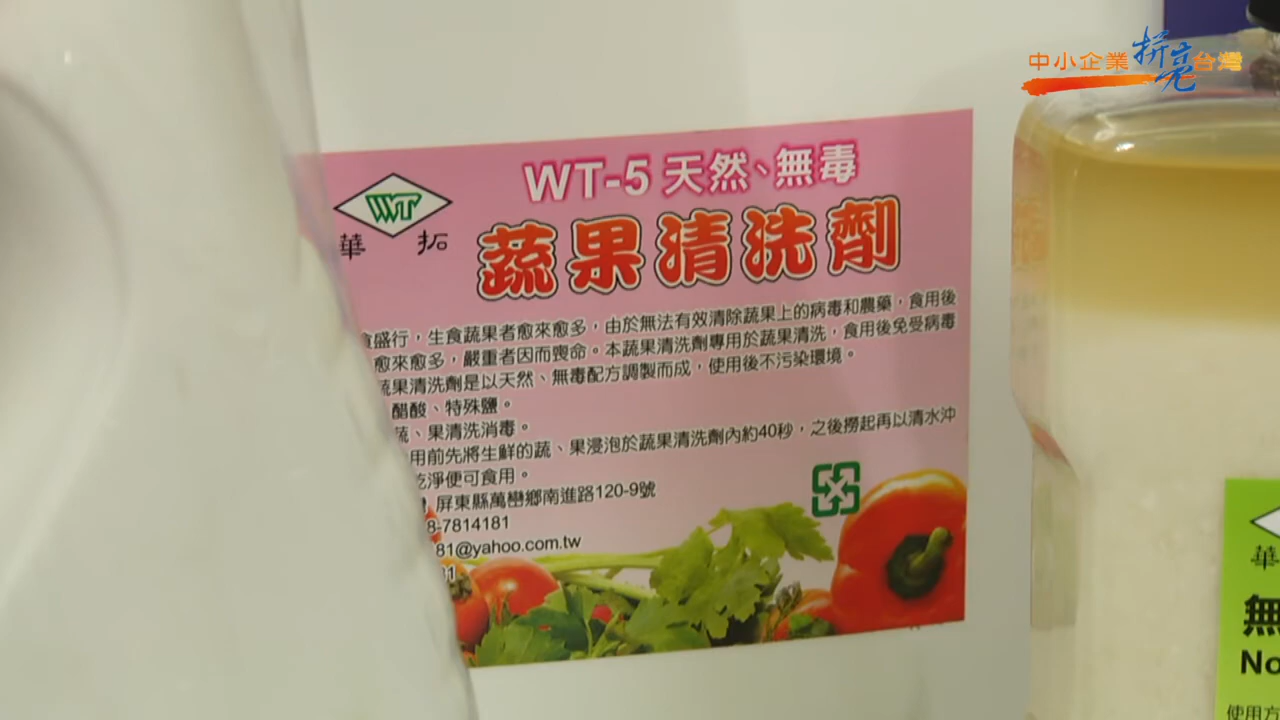 中小企業拼亮台灣
WT-5 天然、無毒
WT
華拓
蔬果清洗劑
食盛行，生食蔬果者愈來愈多，由於無法有效清除蔬果上的病毒和農藥，食用後
愈來愈多，嚴重者因而喪命。本蔬果清洗劑專用於蔬果清洗，食用後免受病毒
蔬果清洗劑是以天然、無毒配方調製而成，使用後不污染環境。
醋酸、特殊鹽。
蔬、果清洗消毒。
用前先將生鮮的蔬、果浸泡於蔬果清洗劑內約40秒，之後撈起再以清水沖
乾淨便可食用。
屏東縣萬巒鄉南進路120-9號
8-7814181
81@yahoo.com.tw
81
華
無
No
使用方